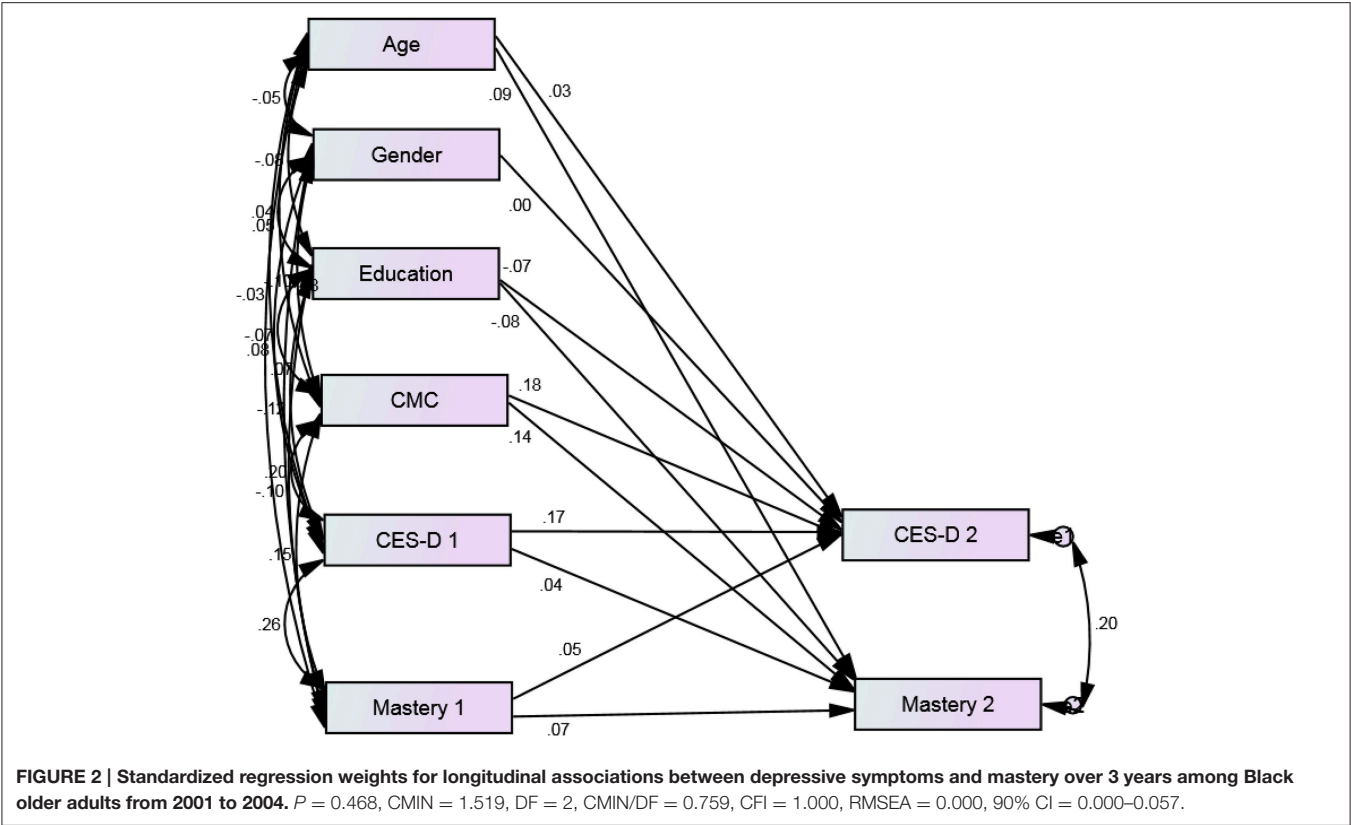 Age
.03
.09
-.05
Gender
-.08
.00
.04
.05
-.07
Education
-.03
-.08
-.07
.08
.07
.18
CMC
.14
.20
-.10
.17
CES-D 1
CES-D 2
.15
.04
.26
.20
.05
Mastery 1
Mastery 2
.07
FIGURE 2 | Standardized regression weights for longitudinal associations between depressive symptoms and mastery over 3 years among Black
older adults from 2001 to 2004. P = 0.468, CMIN = 1.519, DF = 2, CMIN/DF = 0.759, CFI = 1.000, RMSEA = 0.000, 90% CI = 0.000–0.057.